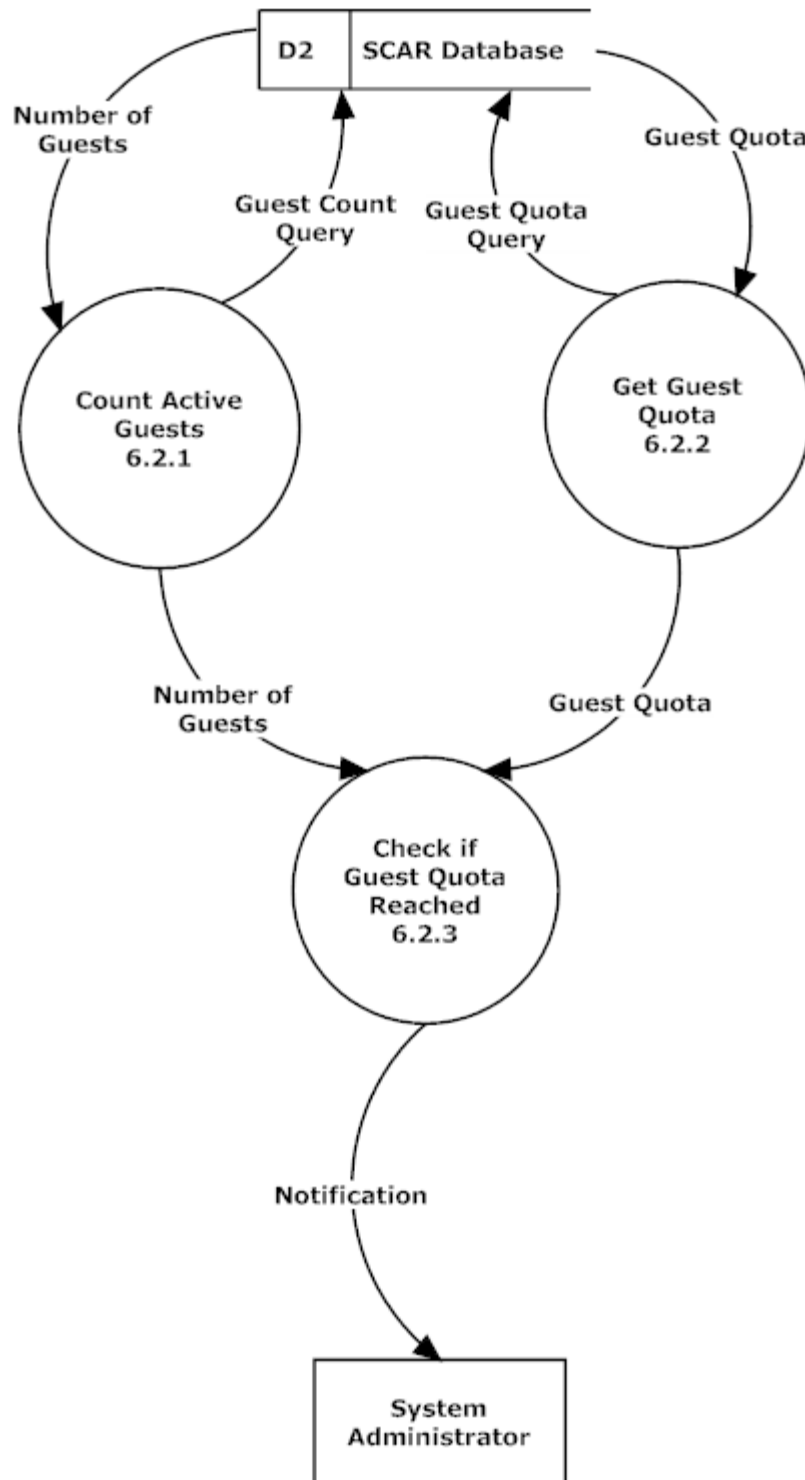 D2 SCAR Database
Number of
Guests
Guest Quota
Guest Count
Query
Guest Quota
Query
Count Active
Guests
6.2.1
Get Guest
Quota
6.2.2
Number of
Guests
Guest Quota
Check if
Guest Quota
Reached
6.2.3
Notification
System
Administrator